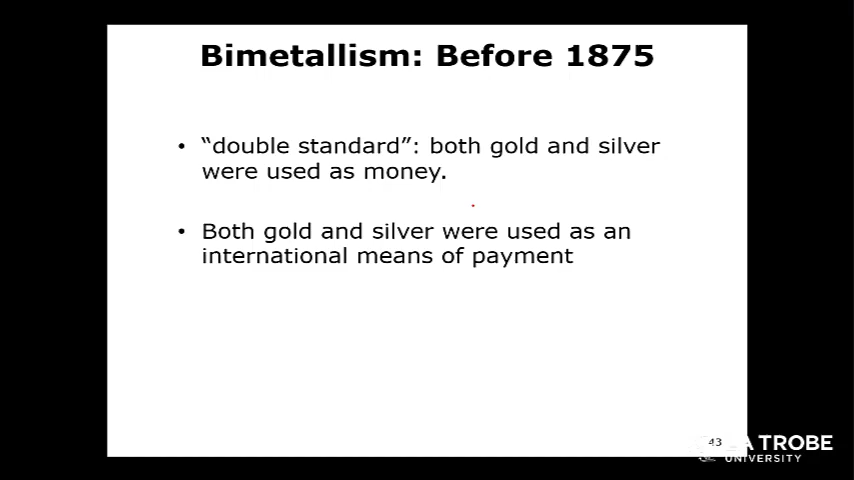 Bimetallism: Before 1875
• “double standard”: both gold and silver
were used as money.
• Both gold and silver were used as an
international means of payment
43
TROBE
UNIVERSITY